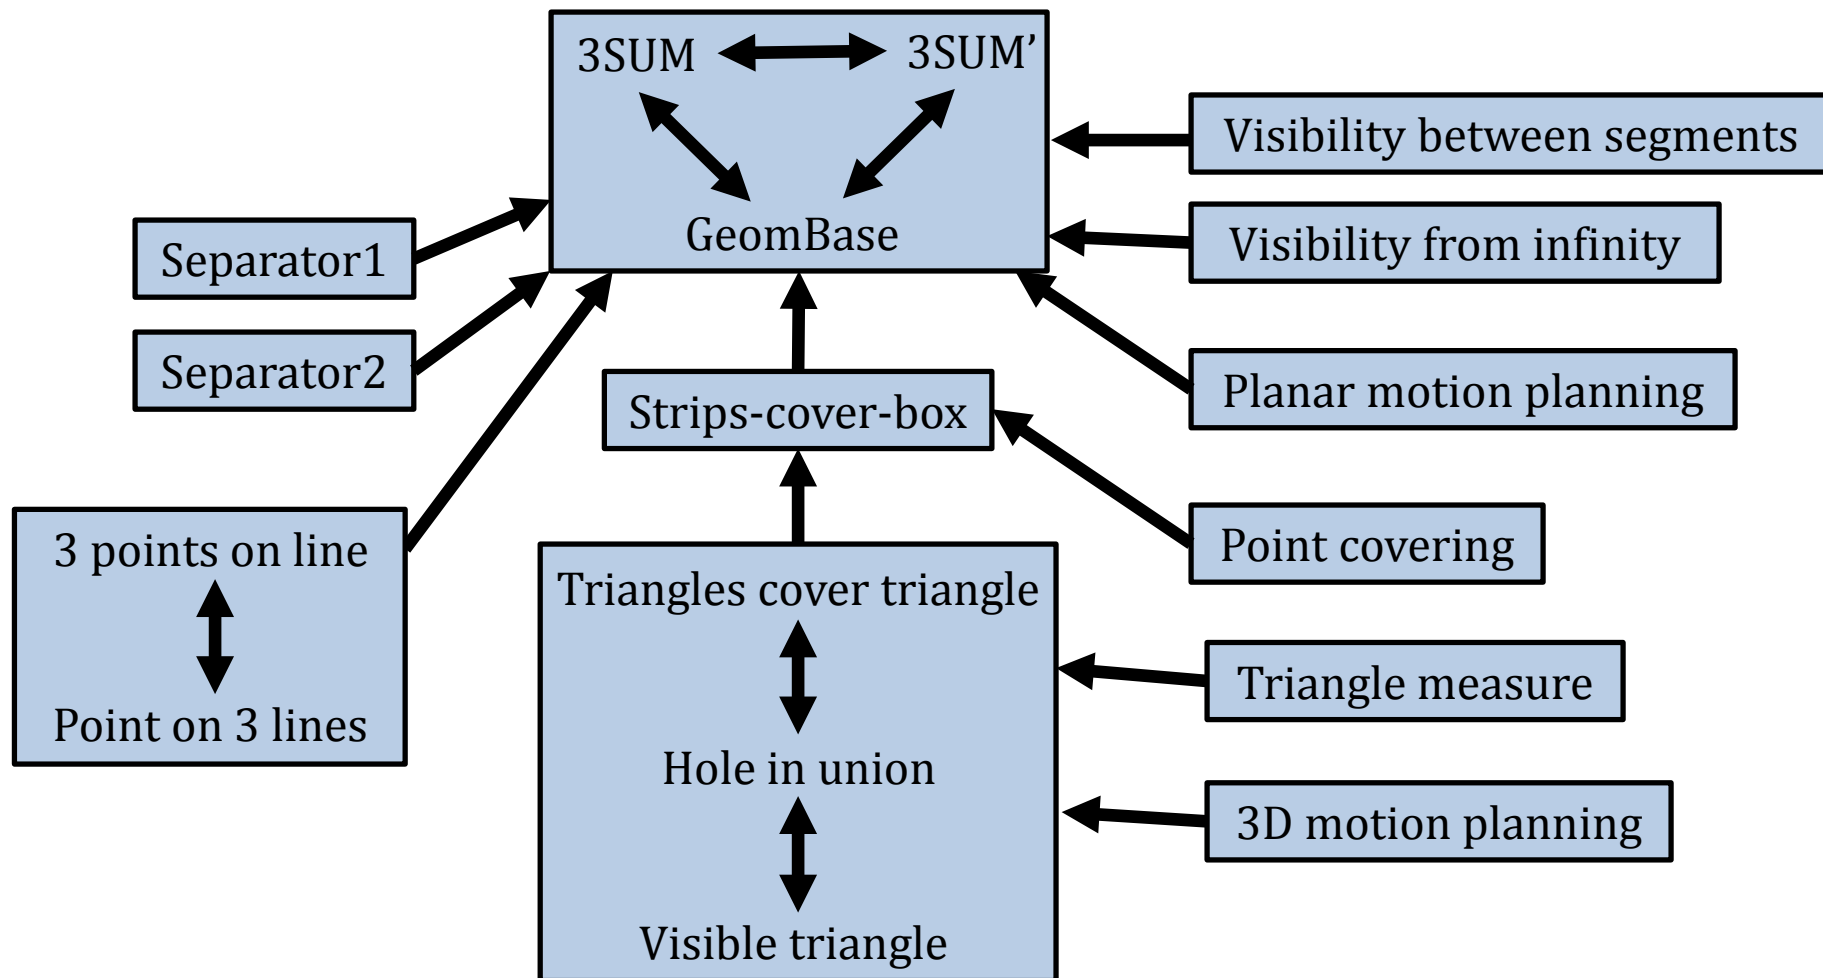 3SUM
3SUM’
GeomBase
Visibility between segments
Visibility from infinity
Separator1
Separator2
Planar motion planning
Strips-cover-box
3 points on line
Point on 3 lines
Point covering
Triangles cover triangle
Hole in union
Visible triangle
Triangle measure
3D motion planning